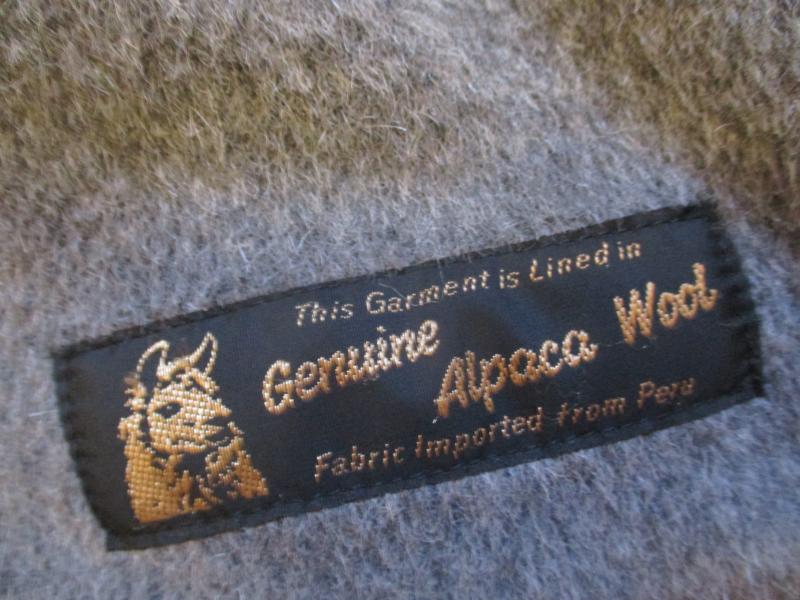 This Garment is Lined in
Genuine
Alpaca Wool
Fabric Imported from Peru